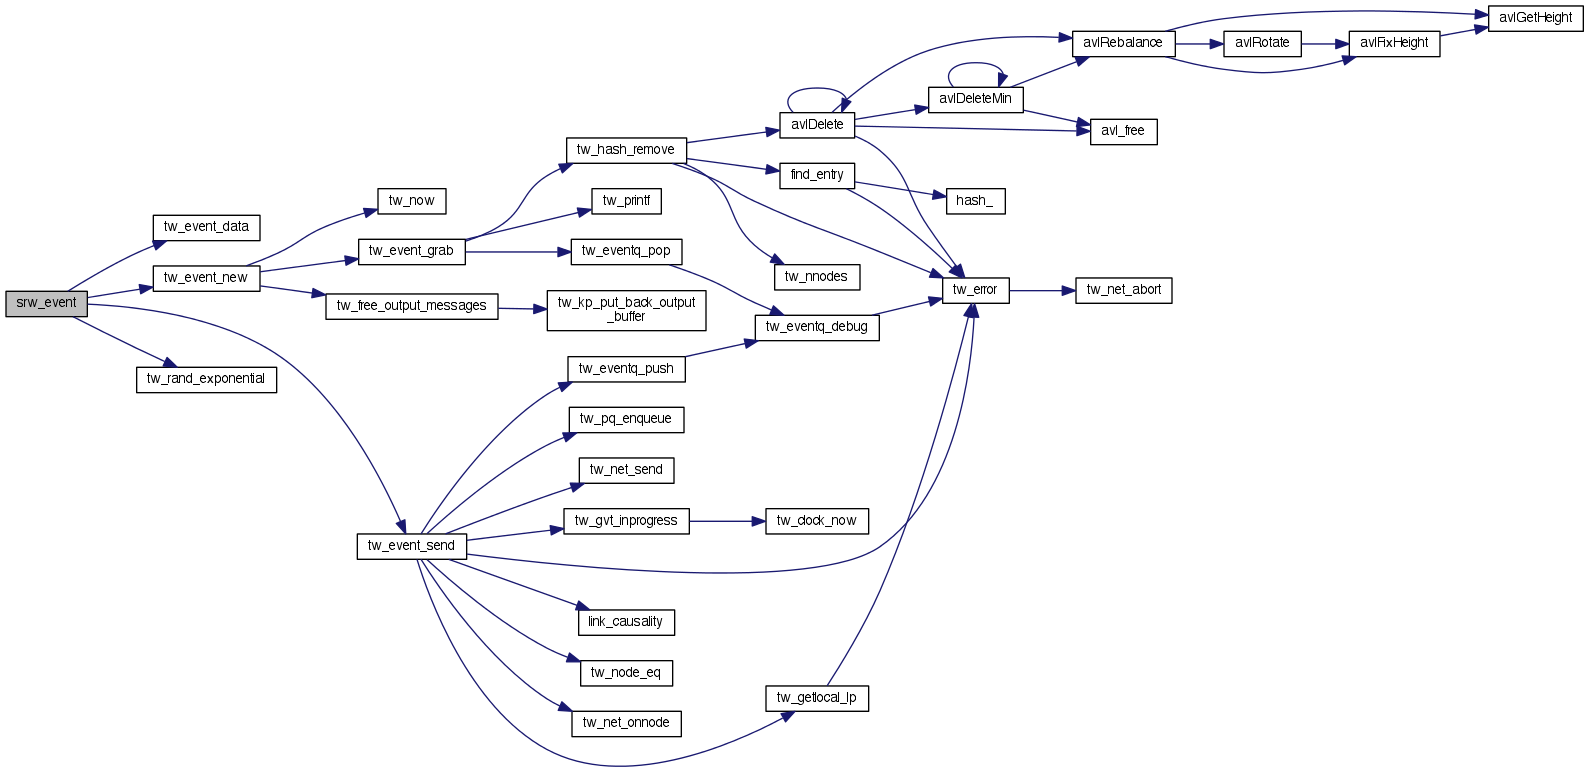 avlGetHeight
avlRebalance
avlRotate
avlFixHeight
avlDeleteMin
avlDelete
avl_free
tw_hash_remove
find_entry
hash_
tw_now
tw_printf
tw_event_data
tw_event_grab
tw_eventq_pop
tw_event_new
tw_nnodes
srw_event
tw_free_output_messages
tw_kp_put_back_output
_buffer
tw_error
tw_net_abort
tw_eventq_debug
tw_rand_exponential
tw_eventq_push
tw_pq_enqueue
tw_net_send
tw_gvt_inprogress
tw_clock_now
tw_event_send
link_causality
tw_node_eq
tw_getlocal_lp
tw_net_onnode